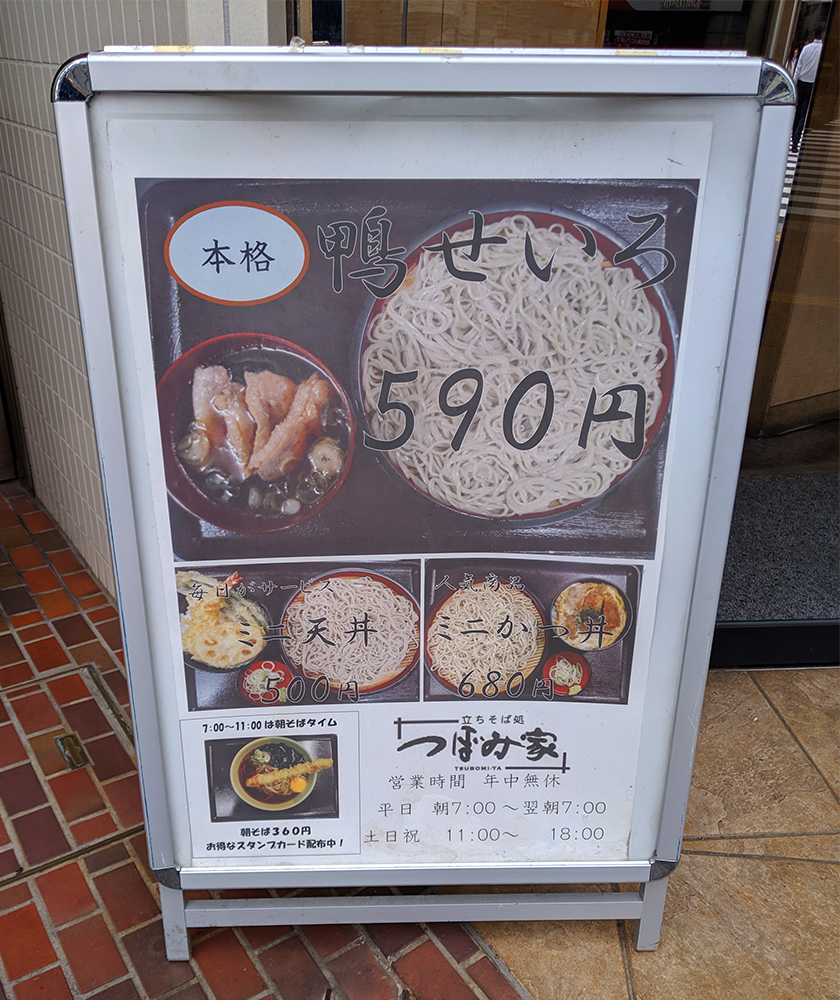 本格
鴨せいろ
590円
毎日がサービス
ミニ天丼
500円
人気商品
ミニかつ丼
680円
7:00〜11:00は朝そばタイム
朝そば360円
お得なスタンプカード配布中!
立ちそば処
つぼみ家
TSUBOMI-YA
営業時間 年中無休
平日 朝7:00〜翌朝7:00
土日祝 11:00〜 18:00